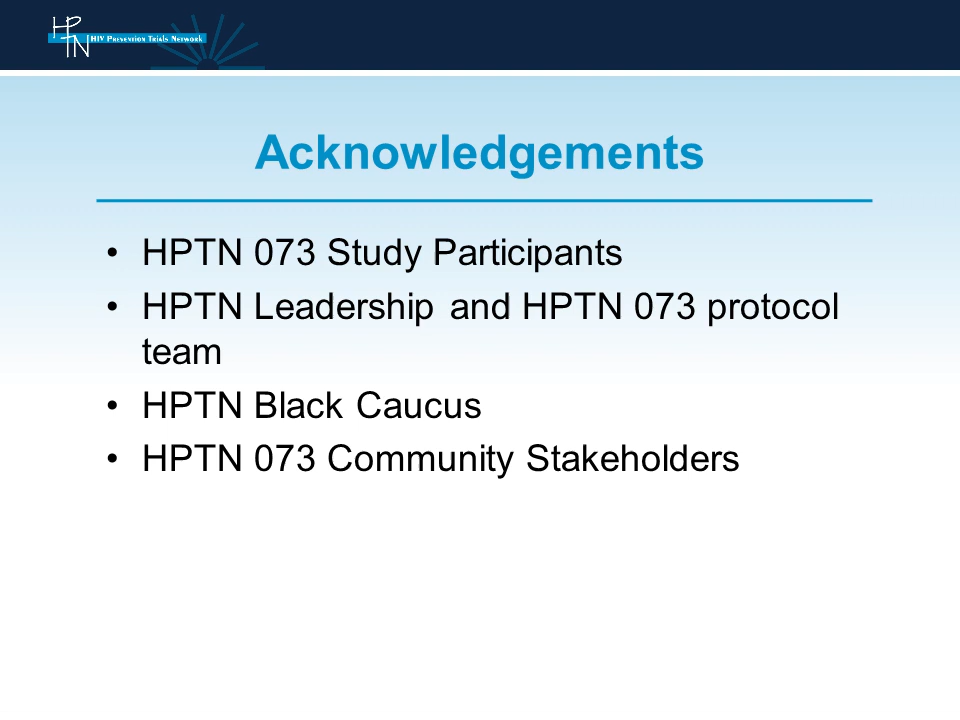 HPTN
HIV Prevention Trials Network
Acknowledgements
• HPTN 073 Study Participants
• HPTN Leadership and HPTN 073 protocol
team
• HPTN Black Caucus
• HPTN 073 Community Stakeholders